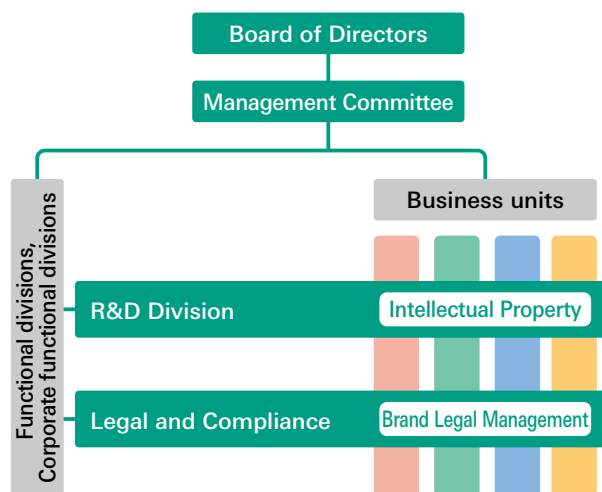 Board of Directors
Management Committee
Functional divisions,
Corporate functional divisions
Business units
R&D Division
Intellectual Property
Legal and Compliance
Brand Legal Management